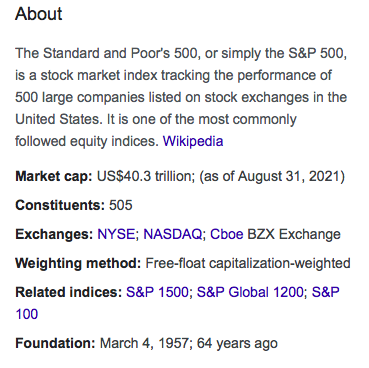 About
The Standard and Poor's 500, or simply the S&P 500,
is a stock market index tracking the performance of
500 large companies listed on stock exchanges in the
United States. It is one of the most commonly
followed equity indices. Wikipedia
Market cap: US$40.3 trillion; (as of August 31, 2021)
Constituents: 505
Exchanges: NYSE; NASDAQ; Cboe BZX Exchange
Weighting method: Free-float capitalization-weighted
Related indices: S&P 1500; S&P Global 1200; S&P
100
Foundation: March 4, 1957; 64 years ago